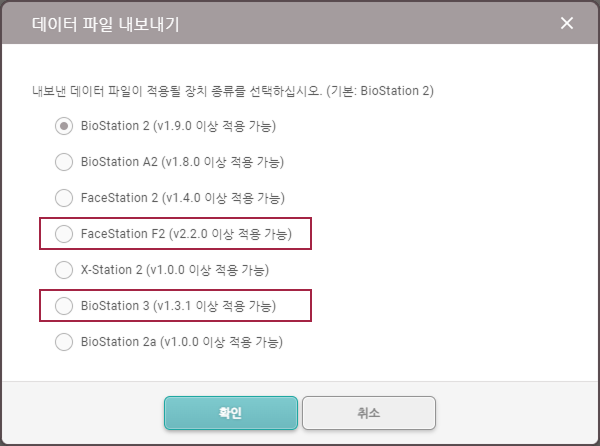 데이터 파일 내보내기
내보낸 데이터 파일이 적용될 장치 종류를 선택하십시오. (기본: BioStation 2)
BioStation 2 (v1.9.0 이상 적용 가능)
BioStation A2 (v1.8.0 이상 적용 가능)
FaceStation 2 (v1.4.0 이상 적용 가능)
FaceStation F2 (v2.2.0 이상 적용 가능)
X-Station 2 (v1.0.0 이상 적용 가능)
BioStation 3 (v1.3.1 이상 적용 가능)
BioStation 2a (v1.0.0 이상 적용 가능)
확인 취소